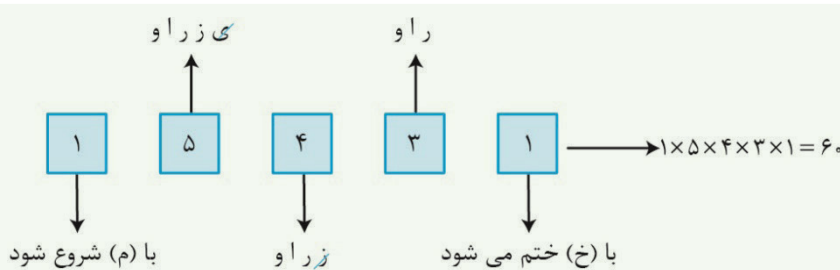 ی ز ر ا و
ر ا و
۱ ۵ ۴ ۳ ۱
۱×۵×۴×۳×۱=۶۰
با (م) شروع شود
ز ر ا و
با (خ) ختم می شود